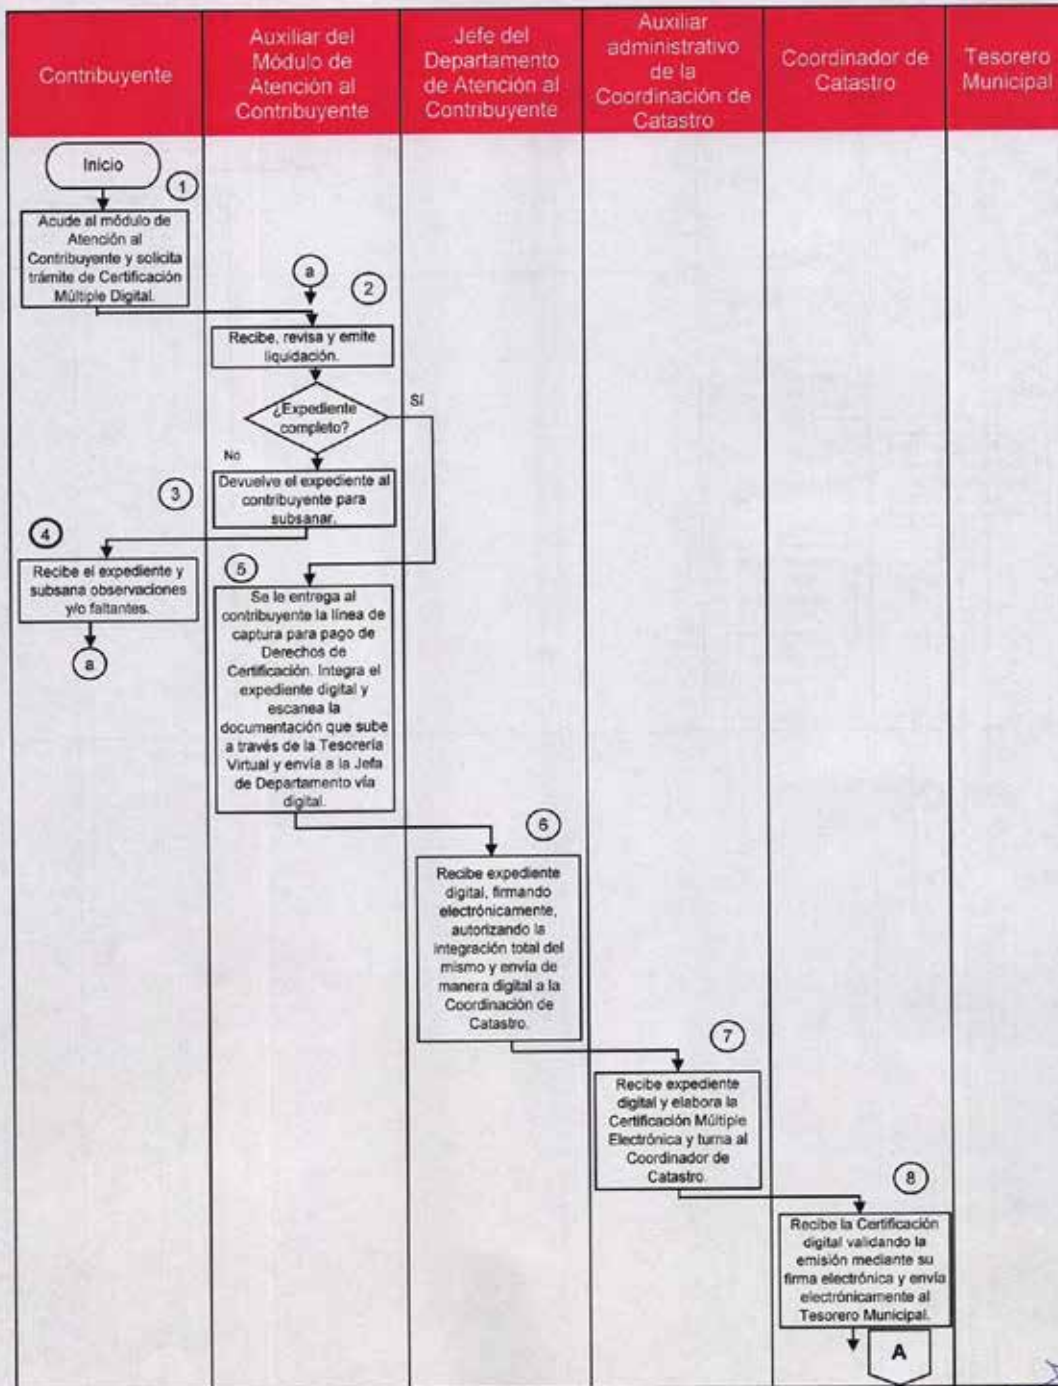 Contribuyente
Auxiliar del
Módulo de
Atención al
Contribuyente
Jefe del
Departamento
de Atención al
Contribuyente
Auxiliar
administrativo
de la
Coordinación de
Catastro
Coordinador de
Catastro
Tesorero
Municipal
Inicio
1
Acude al módulo de
Atención al
Contribuyente y solicita
trámite de Certificación
Múltiple Digital.
a
2
Recibe, revisa y emite
liquidación.
¿Expediente
completo?
Sí
No
3
Devuelve el expediente al
contribuyente para
subsanar.
4
Recibe el expediente y
subsana observaciones
y/o faltantes.
a
5
Se le entrega al
contribuyente la línea de
captura para pago de
Derechos de
Certificación. Integra el
expediente digital y
escanea la
documentación que sube
a través de la Tesorería
Virtual y envía a la Jefa
de Departamento vía
digital.
6
Recibe expediente
digital, firmando
electrónicamente,
autorizando la
integración total del
mismo y envía de
manera digital a la
Coordinación de
Catastro.
7
Recibe expediente
digital y elabora la
Certificación Múltiple
Electrónica y turna al
Coordinador de
Catastro.
8
Recibe la Certificación
digital validando la
emisión mediante su
firma electrónica y envía
electrónicamente al
Tesorero Municipal.
A